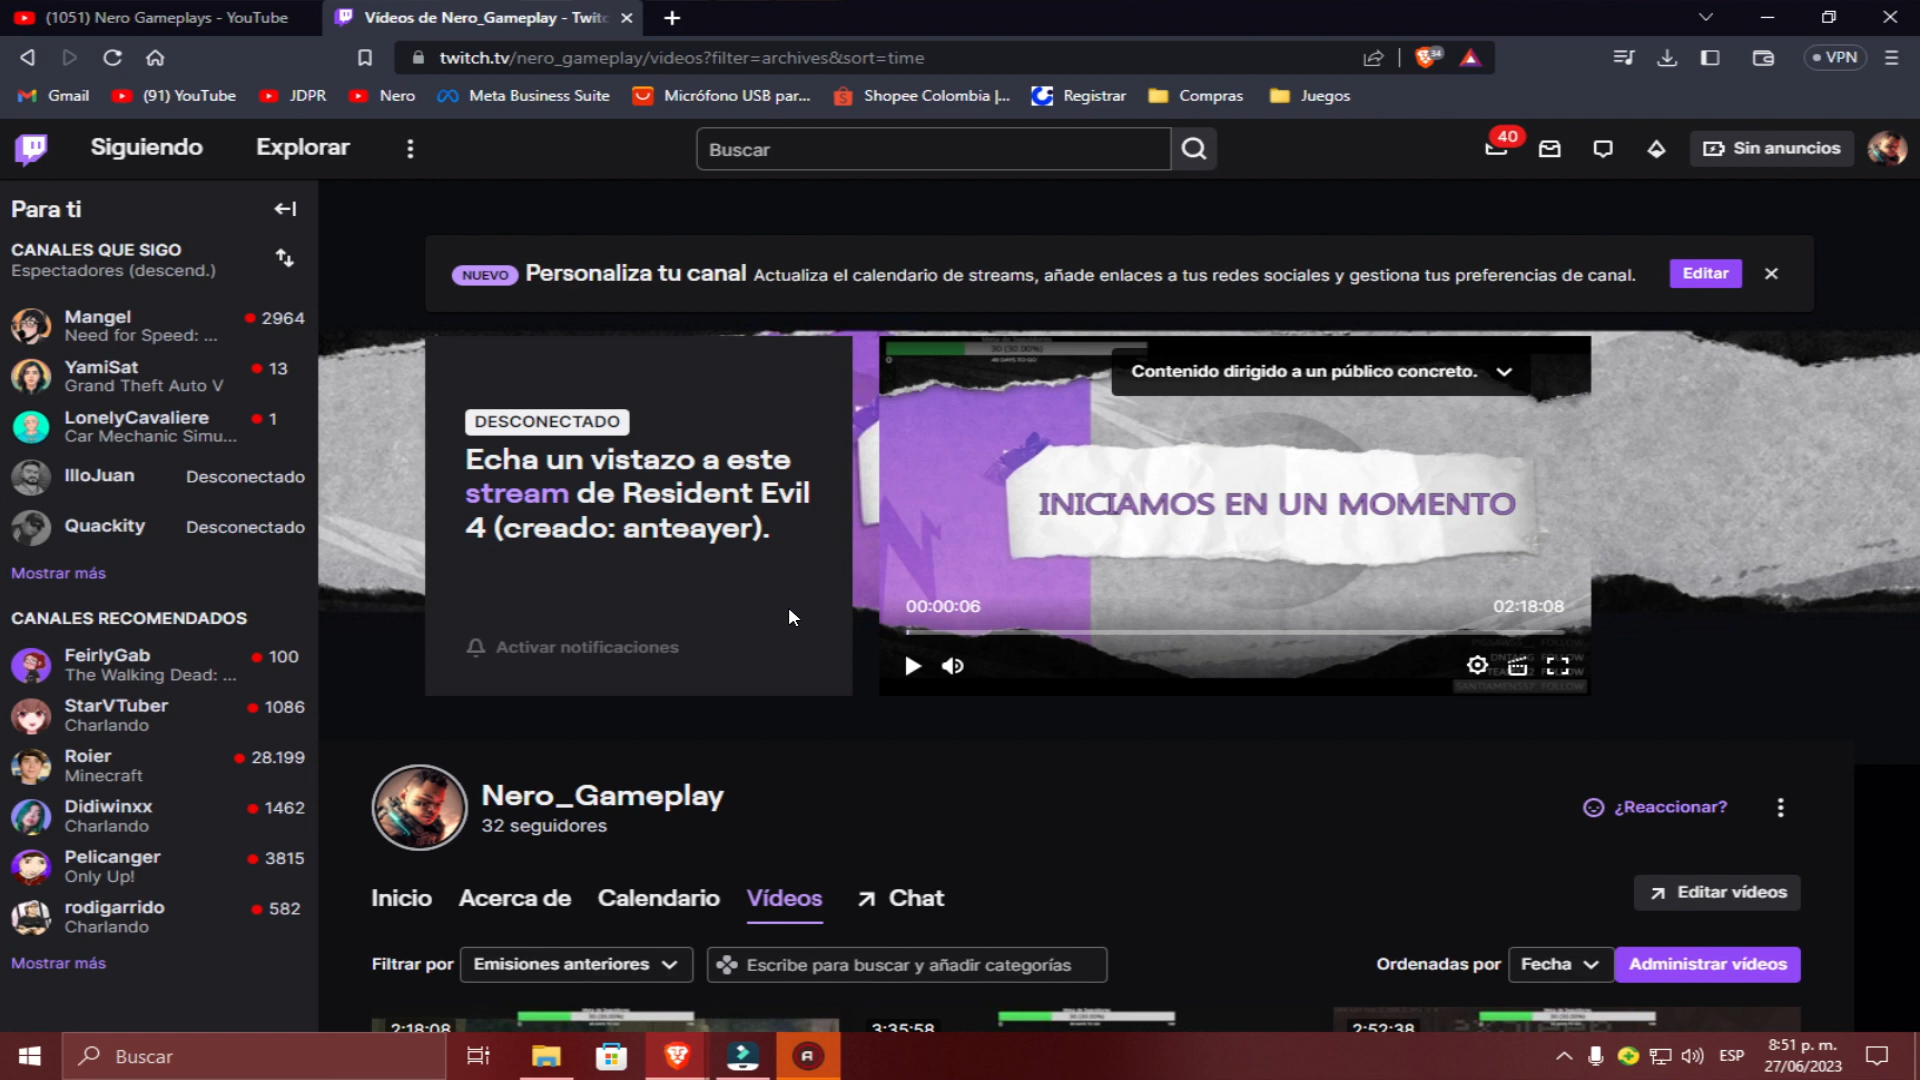 (1051) Nero Gameplays - YouTube
Vídeos de Nero_Gameplay - Twitc
twitch.tv/nero_gameplay/videos?filter=archives&sort=time
34
VPN
Gmail
(91) YouTube
JDPR
Nero
Meta Business Suite
Micrófono USB par...
Shopee Colombia |...
Registrar
Compras
Juegos
Siguiendo
Explorar
Buscar
40
Sin anuncios
Para ti
CANALES QUE SIGO
Espectadores (descend.)
Mangel
2964
Need for Speed: ...
YamiSat
13
Grand Theft Auto V
LonelyCavaliere
1
Car Mechanic Simu...
IlloJuan
Desconectado
Quackity
Desconectado
Mostrar más
CANALES RECOMENDADOS
FeirlyGab
100
The Walking Dead: ...
StarVTuber
1086
Charlando
Roier
28.199
Minecraft
Didiwinxx
1462
Charlando
Pelicanger
3815
Only Up!
rodigarrido
582
Charlando
Mostrar más
NUEVO
Personaliza tu canal
Actualiza el calendario de streams, añade enlaces a tus redes sociales y gestiona tus preferencias de canal.
Editar
DESCONECTADO
Echa un vistazo a este
stream de Resident Evil
4 (creado: anteayer).
Activar notificaciones
Contenido dirigido a un público concreto.
INICIAMOS EN UN MOMENTO
00:00:06
02:18:08
Nero_Gameplay
32 seguidores
¿Reaccionar?
Inicio
Acerca de
Calendario
Vídeos
Chat
Editar vídeos
Filtrar por
Emisiones anteriores
Escribe para buscar y añadir categorías
Ordenadas por
Fecha
Administrar vídeos
2:18:08
3:35:58
2:52:38
Buscar
ESP
8:51 p. m.
27/06/2023